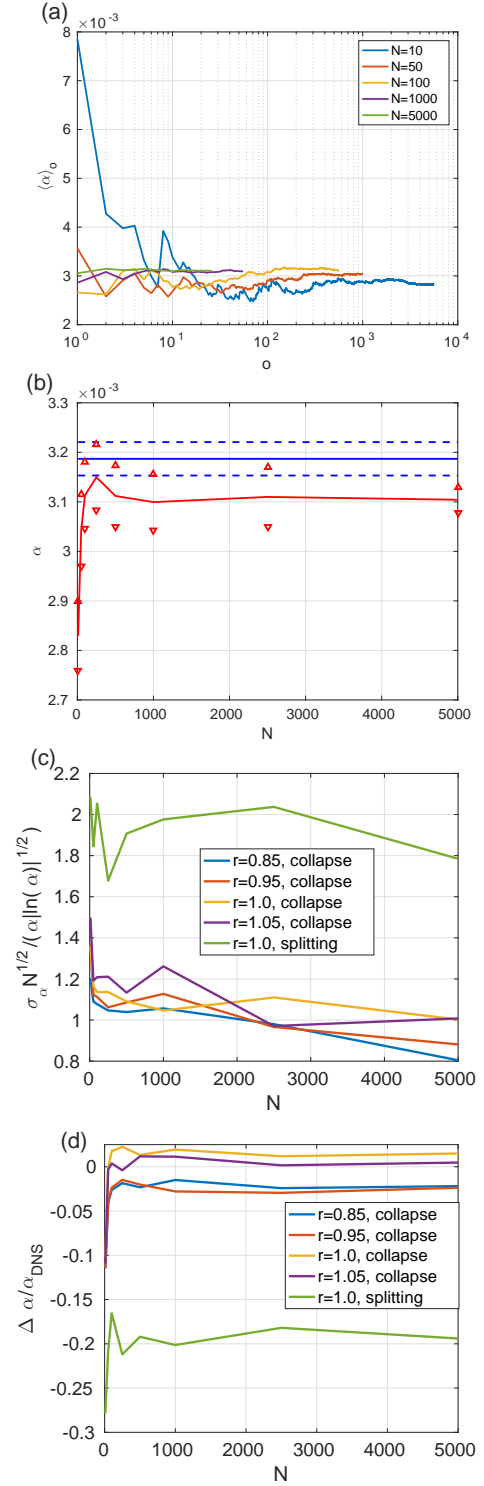 (a)
×10⁻³
8
7
6
5
4
3
2
⟨α⟩ₒ
N=10
N=50
N=100
N=1000
N=5000
10⁰ 10¹ 10² 10³ 10⁴
o
(b)
×10⁻³
3.3
3.2
3.1
3
2.9
2.8
2.7
α
0 1000 2000 3000 4000 5000
N
(c)
2.2
2
1.8
1.6
1.4
1.2
1
0.8
σ_α N^{1/2}/(α|ln(α)|^{1/2})
r=0.85, collapse
r=0.95, collapse
r=1.0, collapse
r=1.05, collapse
r=1.0, splitting
0 1000 2000 3000 4000 5000
N
(d)
0
-0.05
-0.1
-0.15
-0.2
-0.25
-0.3
Δ α/α_{DNS}
r=0.85, collapse
r=0.95, collapse
r=1.0, collapse
r=1.05, collapse
r=1.0, splitting
0 1000 2000 3000 4000 5000
N